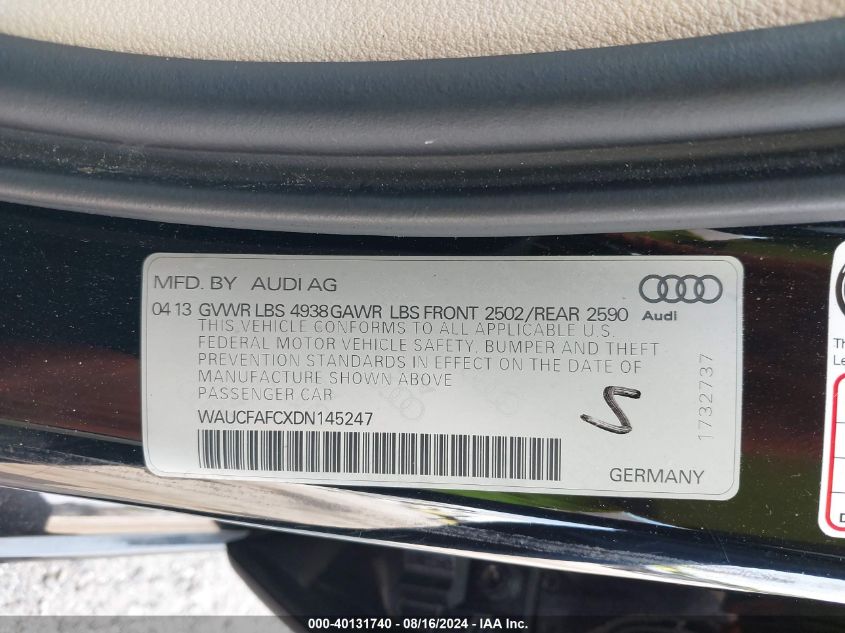 MFD. BY AUDI AG
04 13 GVWR LBS 4938 GAWR LBS FRONT 2502/REAR 2590
Audi
THIS VEHICLE CONFORMS TO ALL APPLICABLE U.S.
FEDERAL MOTOR VEHICLE SAFETY, BUMPER AND THEFT
PREVENTION STANDARDS IN EFFECT ON THE DATE OF
MANUFACTURE SHOWN ABOVE
PASSENGER CAR
WAUCFAFCXDN145247
GERMANY
1732737
S
Th
Le
D
000-40131740 - 08/16/2024 - IAA Inc.